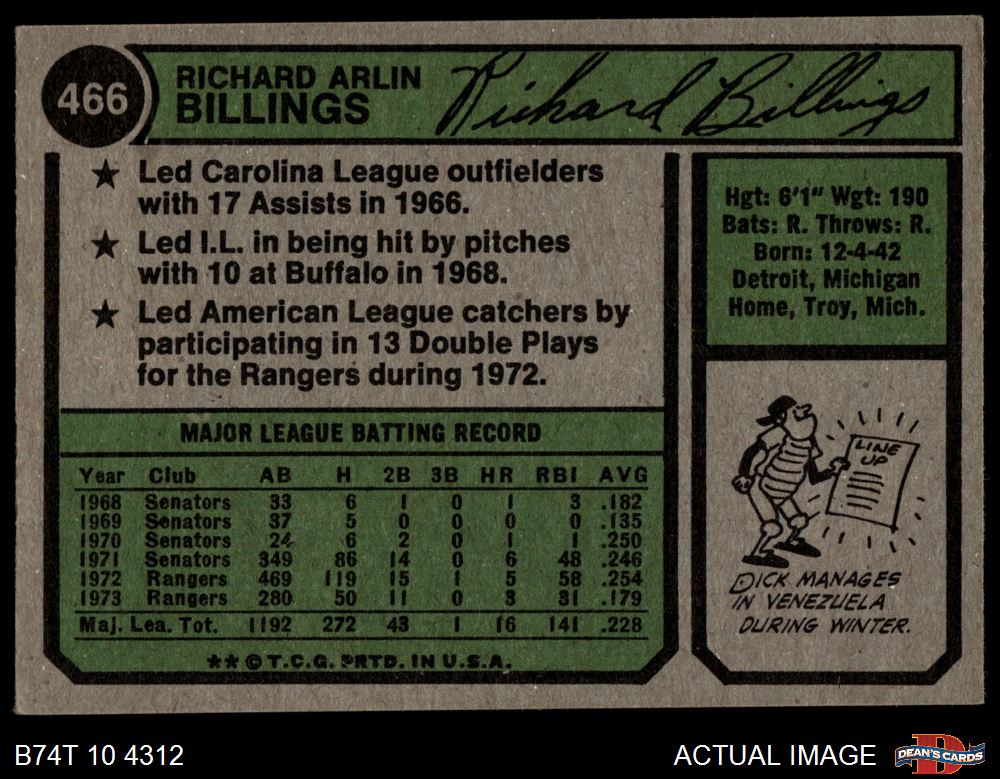 466
RICHARD ARLIN
BILLINGS
Richard Billings
★ Led Carolina League outfielders
with 17 Assists in 1966.
★ Led I.L. in being hit by pitches
with 10 at Buffalo in 1968.
★ Led American League catchers by
participating in 13 Double Plays
for the Rangers during 1972.
Hgt: 6'1" Wgt: 190
Bats: R. Throws: R.
Born: 12-4-42
Detroit, Michigan
Home, Troy, Mich.
MAJOR LEAGUE BATTING RECORD
Year Club AB H 2B 3B HR RBI AVG
1968 Senators 33 6 1 0 1 3 .182
1969 Senators 37 5 0 0 0 0 .135
1970 Senators 24 6 2 0 1 1 .250
1971 Senators 349 86 14 0 6 48 .246
1972 Rangers 469 119 15 1 5 58 .254
1973 Rangers 280 50 11 0 3 31 .179
Maj. Lea. Tot. 1192 272 43 1 16 141 .228
** © T.C.G. PRTD. IN U.S.A.
LINE
UP
DICK MANAGES
IN VENEZUELA
DURING WINTER.
B74T 10 4312
ACTUAL IMAGE
DEAN'S CARDS